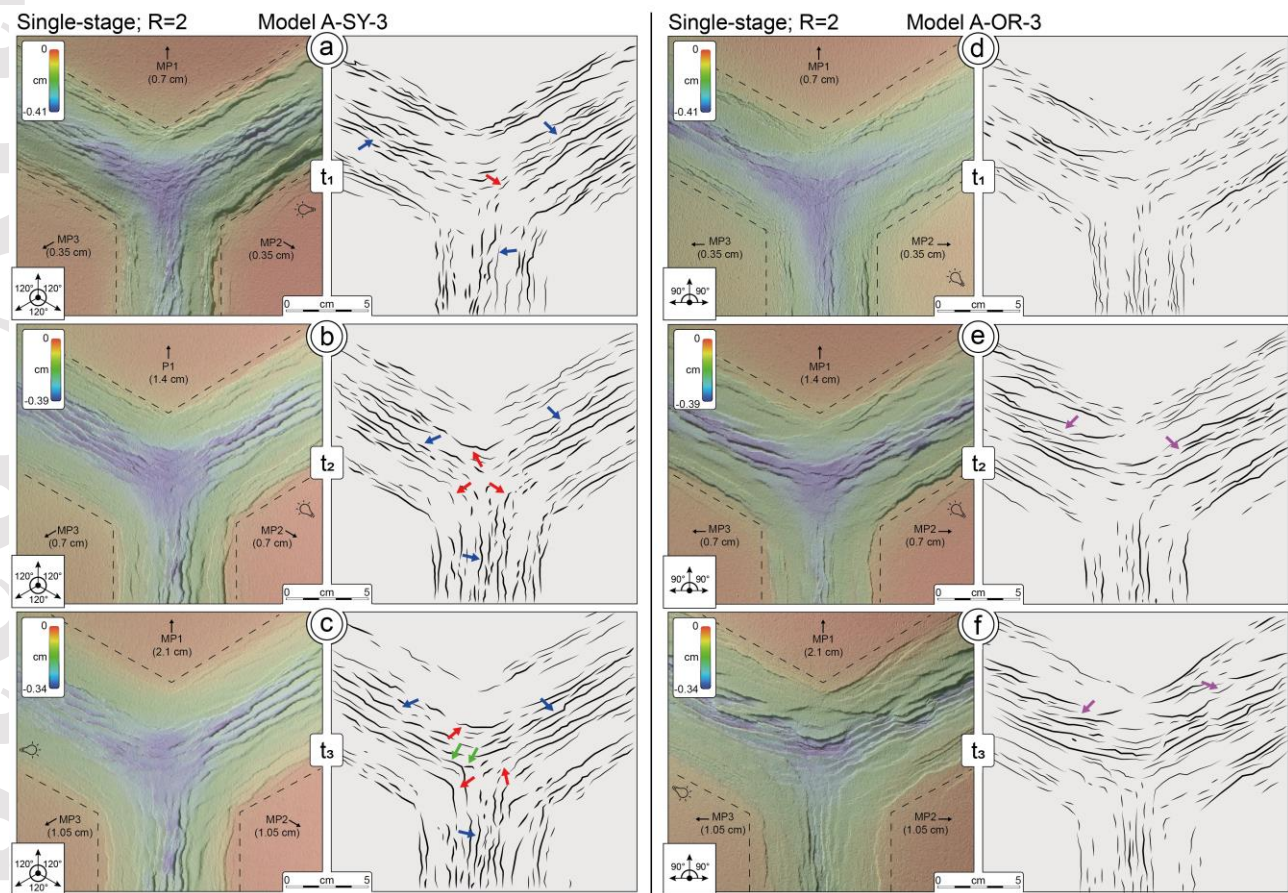 Single-stage; R=2 Model A-SY-3
a
0
cm
-0.41
MP1
(0.7 cm)
MP3
(0.35 cm)
MP2
(0.35 cm)
120° 120°
120°
t₁
0 cm 5
b
0
cm
-0.39
P1
(1.4 cm)
MP3
(0.7 cm)
MP2
(0.7 cm)
120° 120°
120°
t₂
0 cm 5
c
0
cm
-0.34
MP1
(2.1 cm)
MP3
(1.05 cm)
MP2
(1.05 cm)
120° 120°
120°
t₃
0 cm 5
Single-stage; R=2 Model A-OR-3
d
0
cm
-0.41
MP1
(0.7 cm)
MP3
(0.35 cm)
MP2
(0.35 cm)
90° 90°
t₁
0 cm 5
e
0
cm
-0.39
MP1
(1.4 cm)
MP3
(0.7 cm)
MP2
(0.7 cm)
90° 90°
t₂
0 cm 5
f
0
cm
-0.34
MP1
(2.1 cm)
MP3
(1.05 cm)
MP2
(1.05 cm)
90° 90°
t₃
0 cm 5